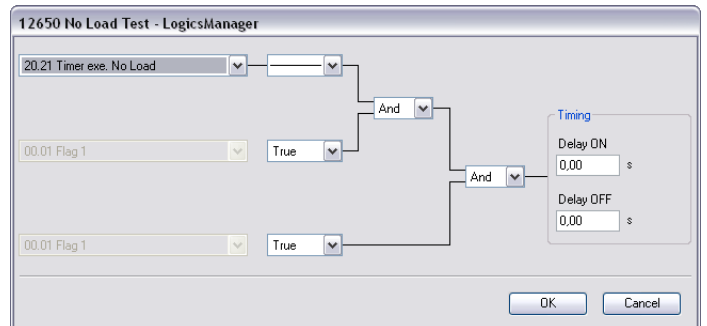 12650 No Load Test - LogicsManager
20.21 Timer exe. No Load
And
Timing
Delay ON
00.01 Flag 1 True
0,00 s
And
Delay OFF
0,00 s
00.01 Flag 1 True
OK Cancel